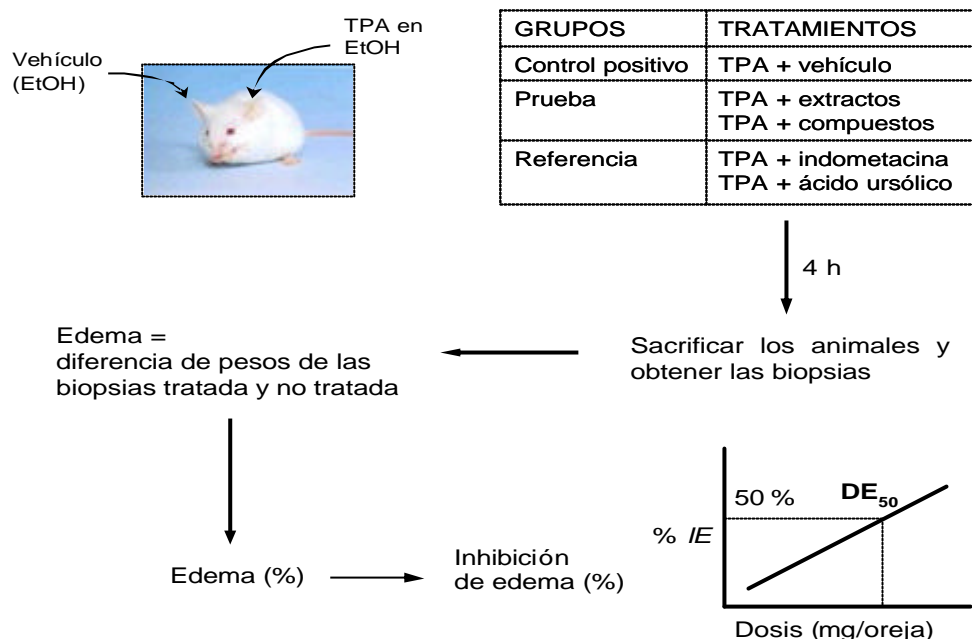 TPA en
EtOH
Vehículo
(EtOH)
GRUPOS TRATAMIENTOS
Control positivo TPA + vehículo
Prueba TPA + extractos
TPA + compuestos
Referencia TPA + indometacina
TPA + ácido ursólico
4 h
Sacrificar los animales y
obtener las biopsias
Edema =
diferencia de pesos de las
biopsias tratada y no tratada
Edema (%)
Inhibición
de edema (%)
50 %
DE50
% IE
Dosis (mg/oreja)